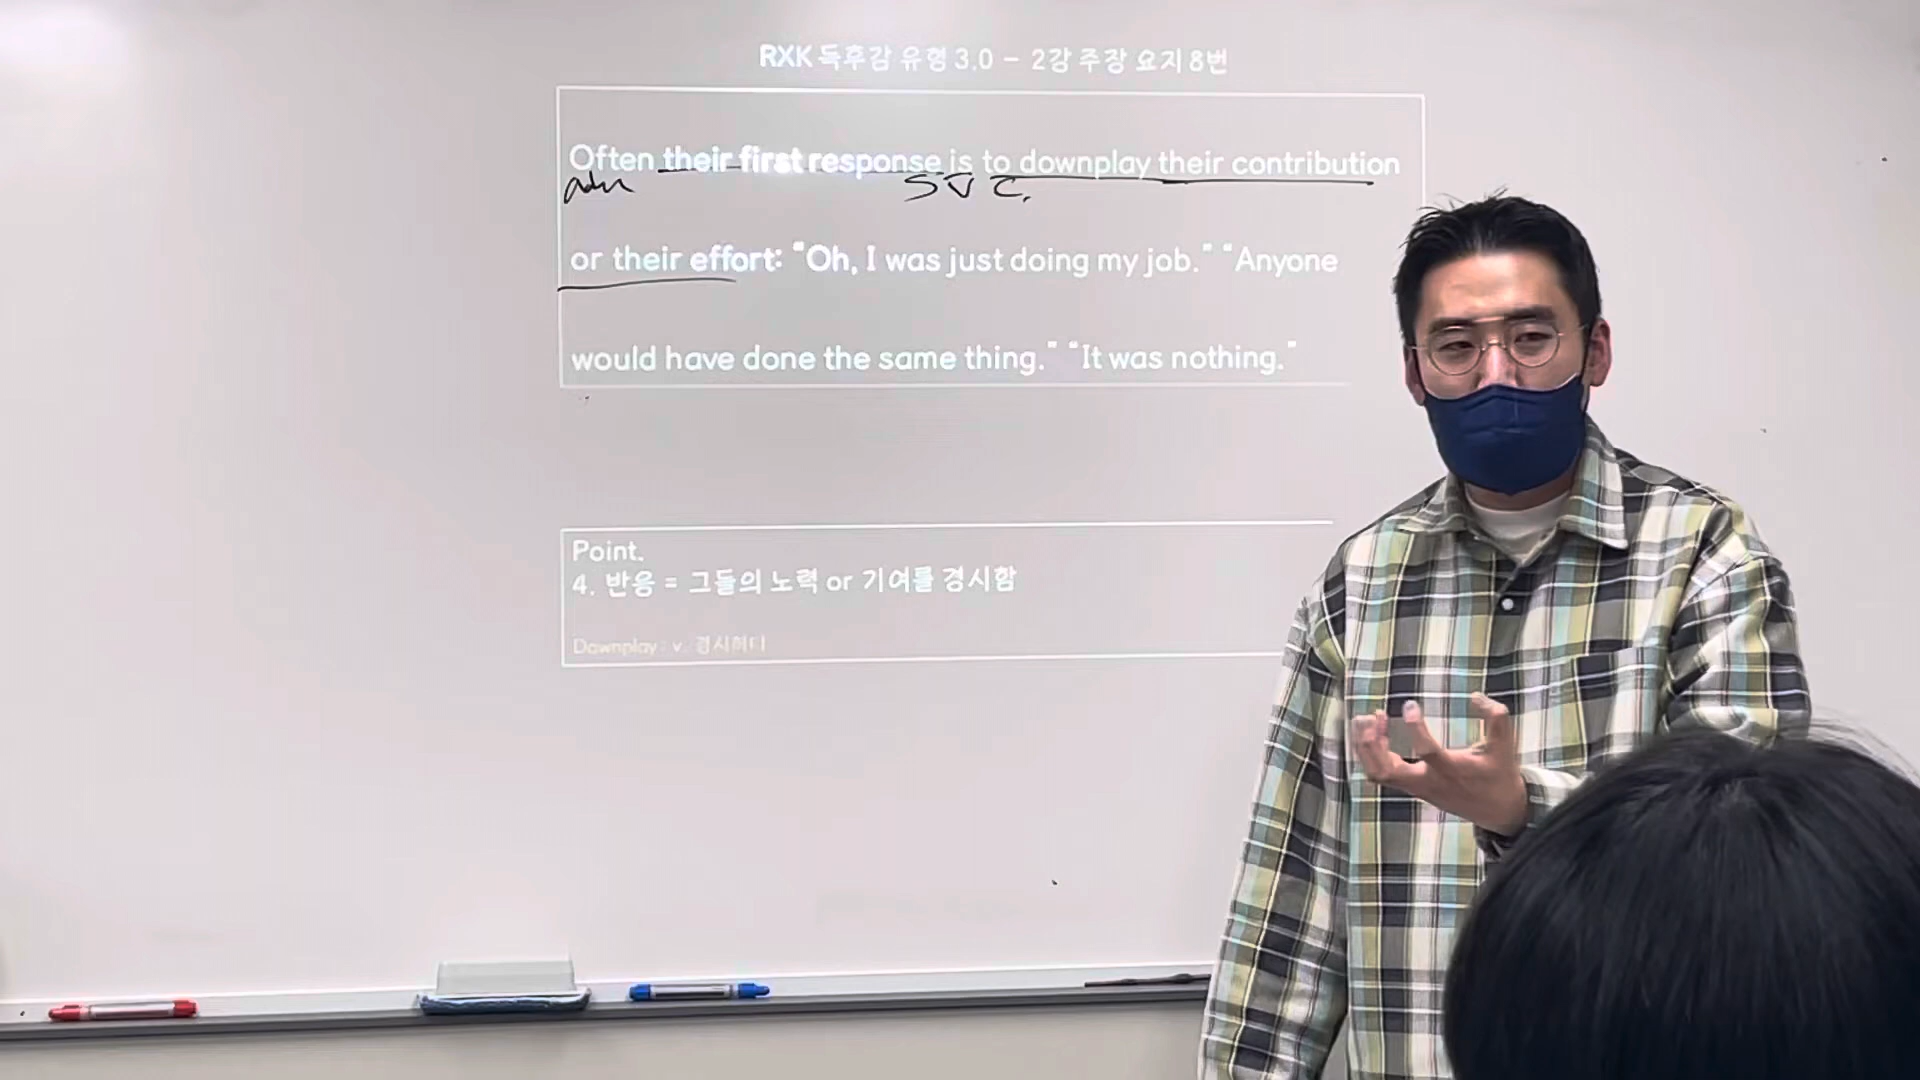 RXK 독후감 유형 3.0 - 2강 주장 요지 8번
Often their first response is to downplay their contribution
adv
S V C.
or their effort: “Oh, I was just doing my job.” “Anyone
would have done the same thing.” “It was nothing.”
Point.
4. 반응 = 그들의 노력 or 기여를 경시함
Downplay : v. 경시하다